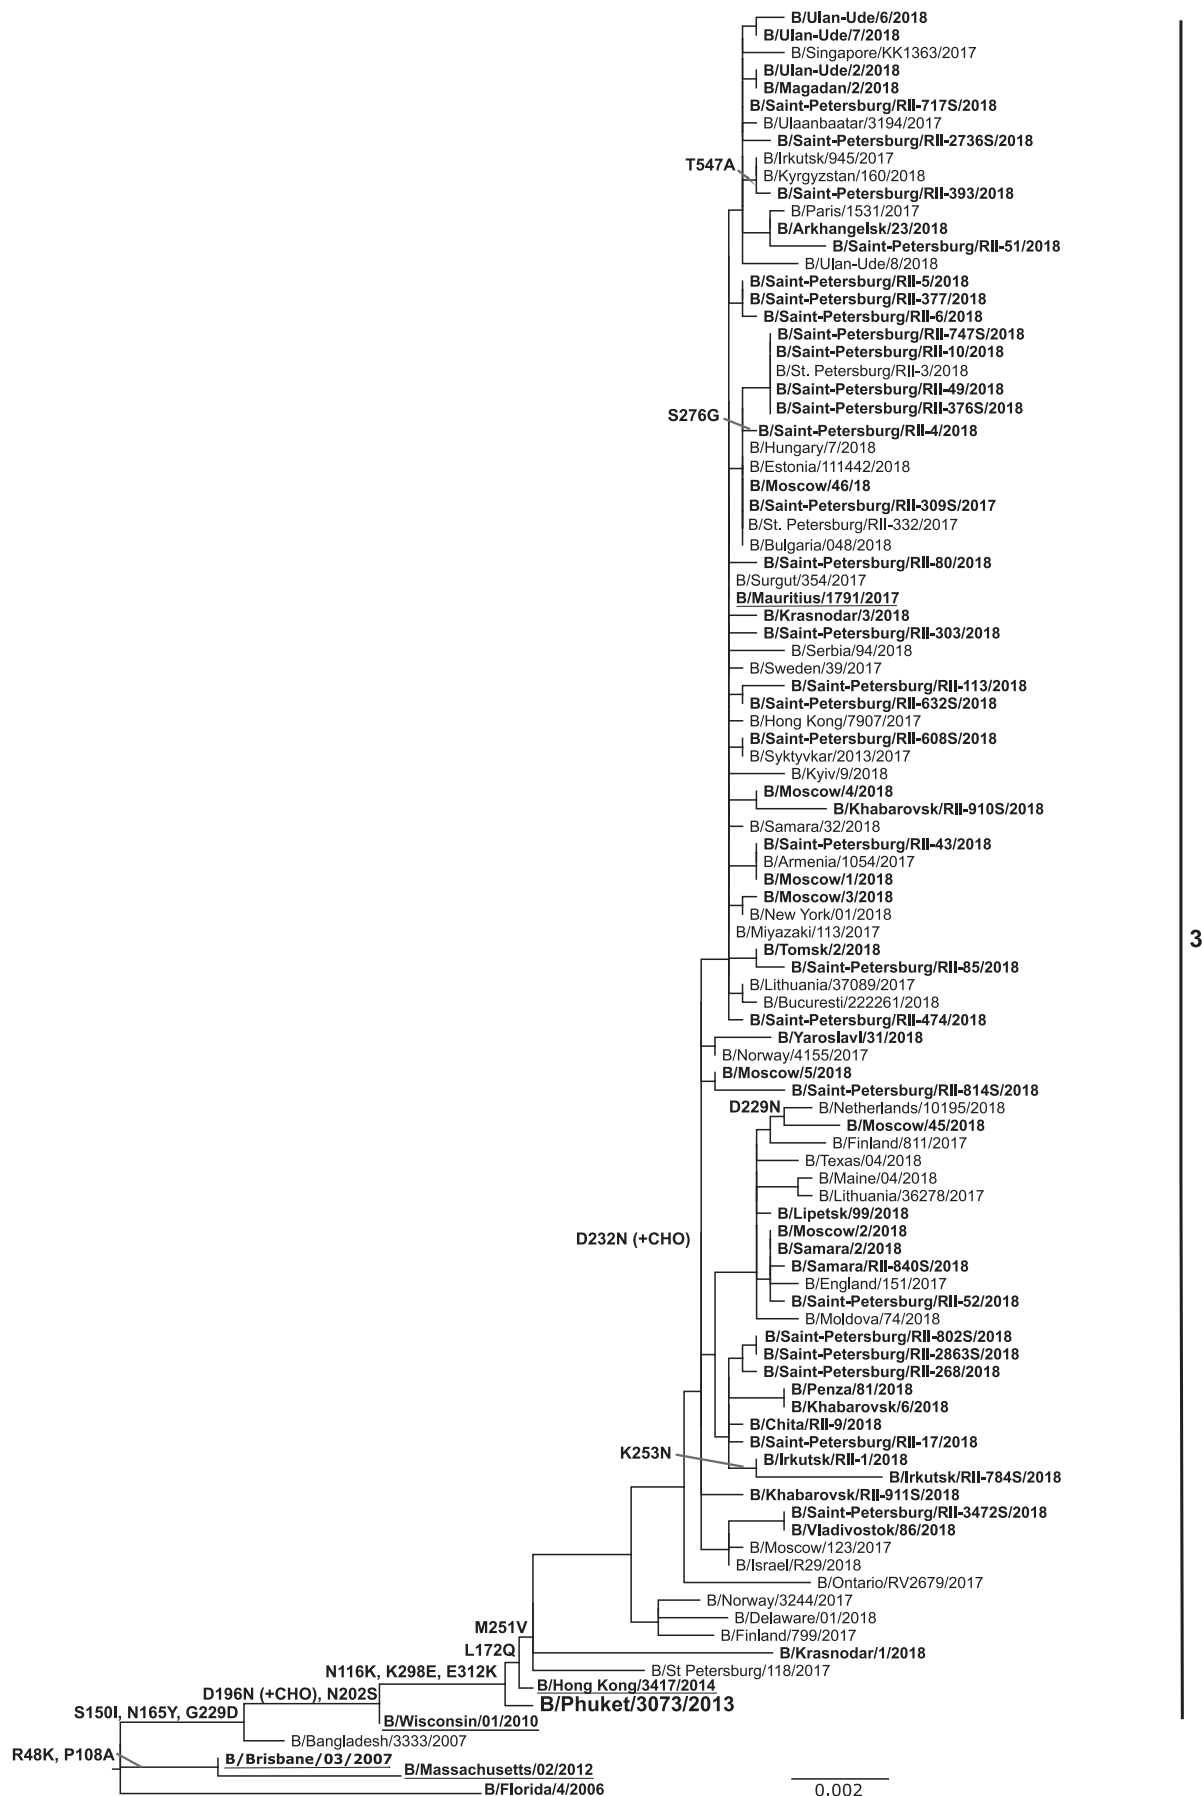 B/Ulan-Ude/6/2018
B/Ulan-Ude/7/2018
B/Singapore/KK1363/2017
B/Ulan-Ude/2/2018
B/Magadan/2/2018
B/Saint-Petersburg/RII-717S/2018
B/Ulaanbaatar/3194/2017
B/Saint-Petersburg/RII-2736S/2018
B/Irkutsk/945/2017
T547A
B/Kyrgyzstan/160/2018
B/Saint-Petersburg/RII-393/2018
B/Paris/1531/2017
B/Arkhangelsk/23/2018
B/Saint-Petersburg/RII-51/2018
B/Ulan-Ude/8/2018
B/Saint-Petersburg/RII-5/2018
B/Saint-Petersburg/RII-377/2018
B/Saint-Petersburg/RII-6/2018
B/Saint-Petersburg/RII-747S/2018
B/Saint-Petersburg/RII-10/2018
B/St. Petersburg/RII-3/2018
B/Saint-Petersburg/RII-49/2018
B/Saint-Petersburg/RII-376S/2018
S276G
B/Saint-Petersburg/RII-4/2018
B/Hungary/7/2018
B/Estonia/111442/2018
B/Moscow/46/18
B/Saint-Petersburg/RII-309S/2017
B/St. Petersburg/RII-332/2017
B/Bulgaria/048/2018
B/Saint-Petersburg/RII-80/2018
B/Surgut/354/2017
B/Mauritius/1791/2017
B/Krasnodar/3/2018
B/Saint-Petersburg/RII-303/2018
B/Serbia/94/2018
B/Sweden/39/2017
B/Saint-Petersburg/RII-113/2018
B/Saint-Petersburg/RII-632S/2018
B/Hong Kong/7907/2017
B/Saint-Petersburg/RII-608S/2018
B/Syktyvkar/2013/2017
B/Kyiv/9/2018
B/Moscow/4/2018
B/Khabarovsk/RII-910S/2018
B/Samara/32/2018
B/Saint-Petersburg/RII-43/2018
B/Armenia/1054/2017
B/Moscow/1/2018
B/Moscow/3/2018
B/New York/01/2018
B/Miyazaki/113/2017
3
B/Tomsk/2/2018
B/Saint-Petersburg/RII-85/2018
B/Lithuania/37089/2017
B/Bucuresti/222261/2018
B/Saint-Petersburg/RII-474/2018
B/Yaroslavl/31/2018
B/Norway/4155/2017
B/Moscow/5/2018
B/Saint-Petersburg/RII-814S/2018
D229N
B/Netherlands/10195/2018
B/Moscow/45/2018
B/Finland/811/2017
B/Texas/04/2018
B/Maine/04/2018
B/Lithuania/36278/2017
B/Lipetsk/99/2018
B/Moscow/2/2018
D232N (+CHO)
B/Samara/2/2018
B/Samara/RII-840S/2018
B/England/151/2017
B/Saint-Petersburg/RII-52/2018
B/Moldova/74/2018
B/Saint-Petersburg/RII-802S/2018
B/Saint-Petersburg/RII-2863S/2018
B/Saint-Petersburg/RII-268/2018
B/Penza/81/2018
B/Khabarovsk/6/2018
B/Chita/RII-9/2018
B/Saint-Petersburg/RII-17/2018
K253N
B/Irkutsk/RII-1/2018
B/Irkutsk/RII-784S/2018
B/Khabarovsk/RII-911S/2018
B/Saint-Petersburg/RII-3472S/2018
B/Vladivostok/86/2018
B/Moscow/123/2017
B/Israel/R29/2018
B/Ontario/RV2679/2017
B/Norway/3244/2017
B/Delaware/01/2018
M251V
B/Finland/799/2017
L172Q
B/Krasnodar/1/2018
N116K, K298E, E312K
B/St Petersburg/118/2017
B/Hong Kong/3417/2014
D196N (+CHO), N202S
B/Phuket/3073/2013
S150I, N165Y, G229D
B/Wisconsin/01/2010
B/Bangladesh/3333/2007
R48K, P108A
B/Brisbane/03/2007
B/Massachusetts/02/2012
B/Florida/4/2006
0.002